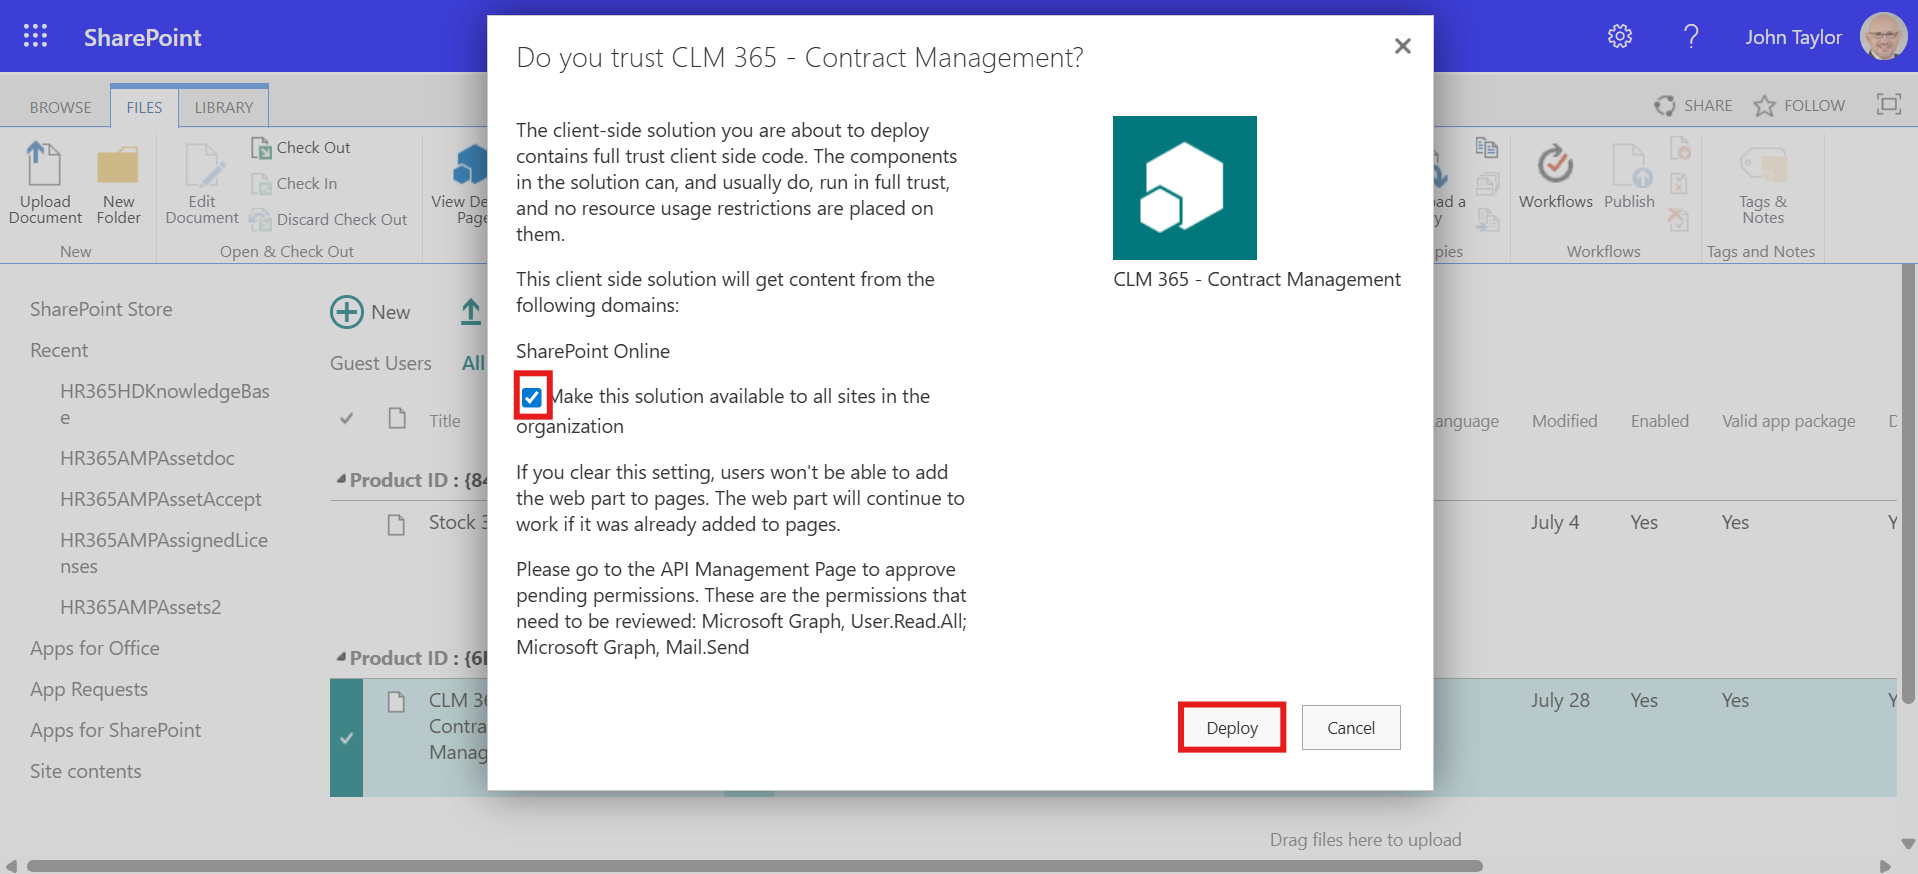 SharePoint
John Taylor
Do you trust CLM 365 - Contract Management?
BROWSE
FILES
LIBRARY
SHARE
FOLLOW
Upload
Document
New
Folder
New
Edit
Document
Check Out
Check In
Discard Check Out
Open & Check Out
View De
Page
ad a
y
pies
Workflows
Publish
Workflows
Tags &
Notes
Tags and Notes
The client-side solution you are about to deploy
contains full trust client side code. The components
in the solution can, and usually do, run in full trust,
and no resource usage restrictions are placed on
them.
This client side solution will get content from the
following domains:
SharePoint Online
Make this solution available to all sites in the
organization
If you clear this setting, users won't be able to add
the web part to pages. The web part will continue to
work if it was already added to pages.
Please go to the API Management Page to approve
pending permissions. These are the permissions that
need to be reviewed: Microsoft Graph, User.Read.All;
Microsoft Graph, Mail.Send
CLM 365 - Contract Management
Deploy
Cancel
SharePoint Store
Recent
HR365HDKnowledgeBas
e
HR365AMPAssetdoc
HR365AMPAssetAccept
HR365AMPAssignedLice
nses
HR365AMPAssets2
Apps for Office
App Requests
Apps for SharePoint
Site contents
New
Guest Users
All
Title
anguage
Modified
Enabled
Valid app package
D
Product ID : {84
Stock 3
July 4
Yes
Yes
Y
Product ID : {6
CLM 36
Contra
Manag
July 28
Yes
Yes
Y
Drag files here to upload